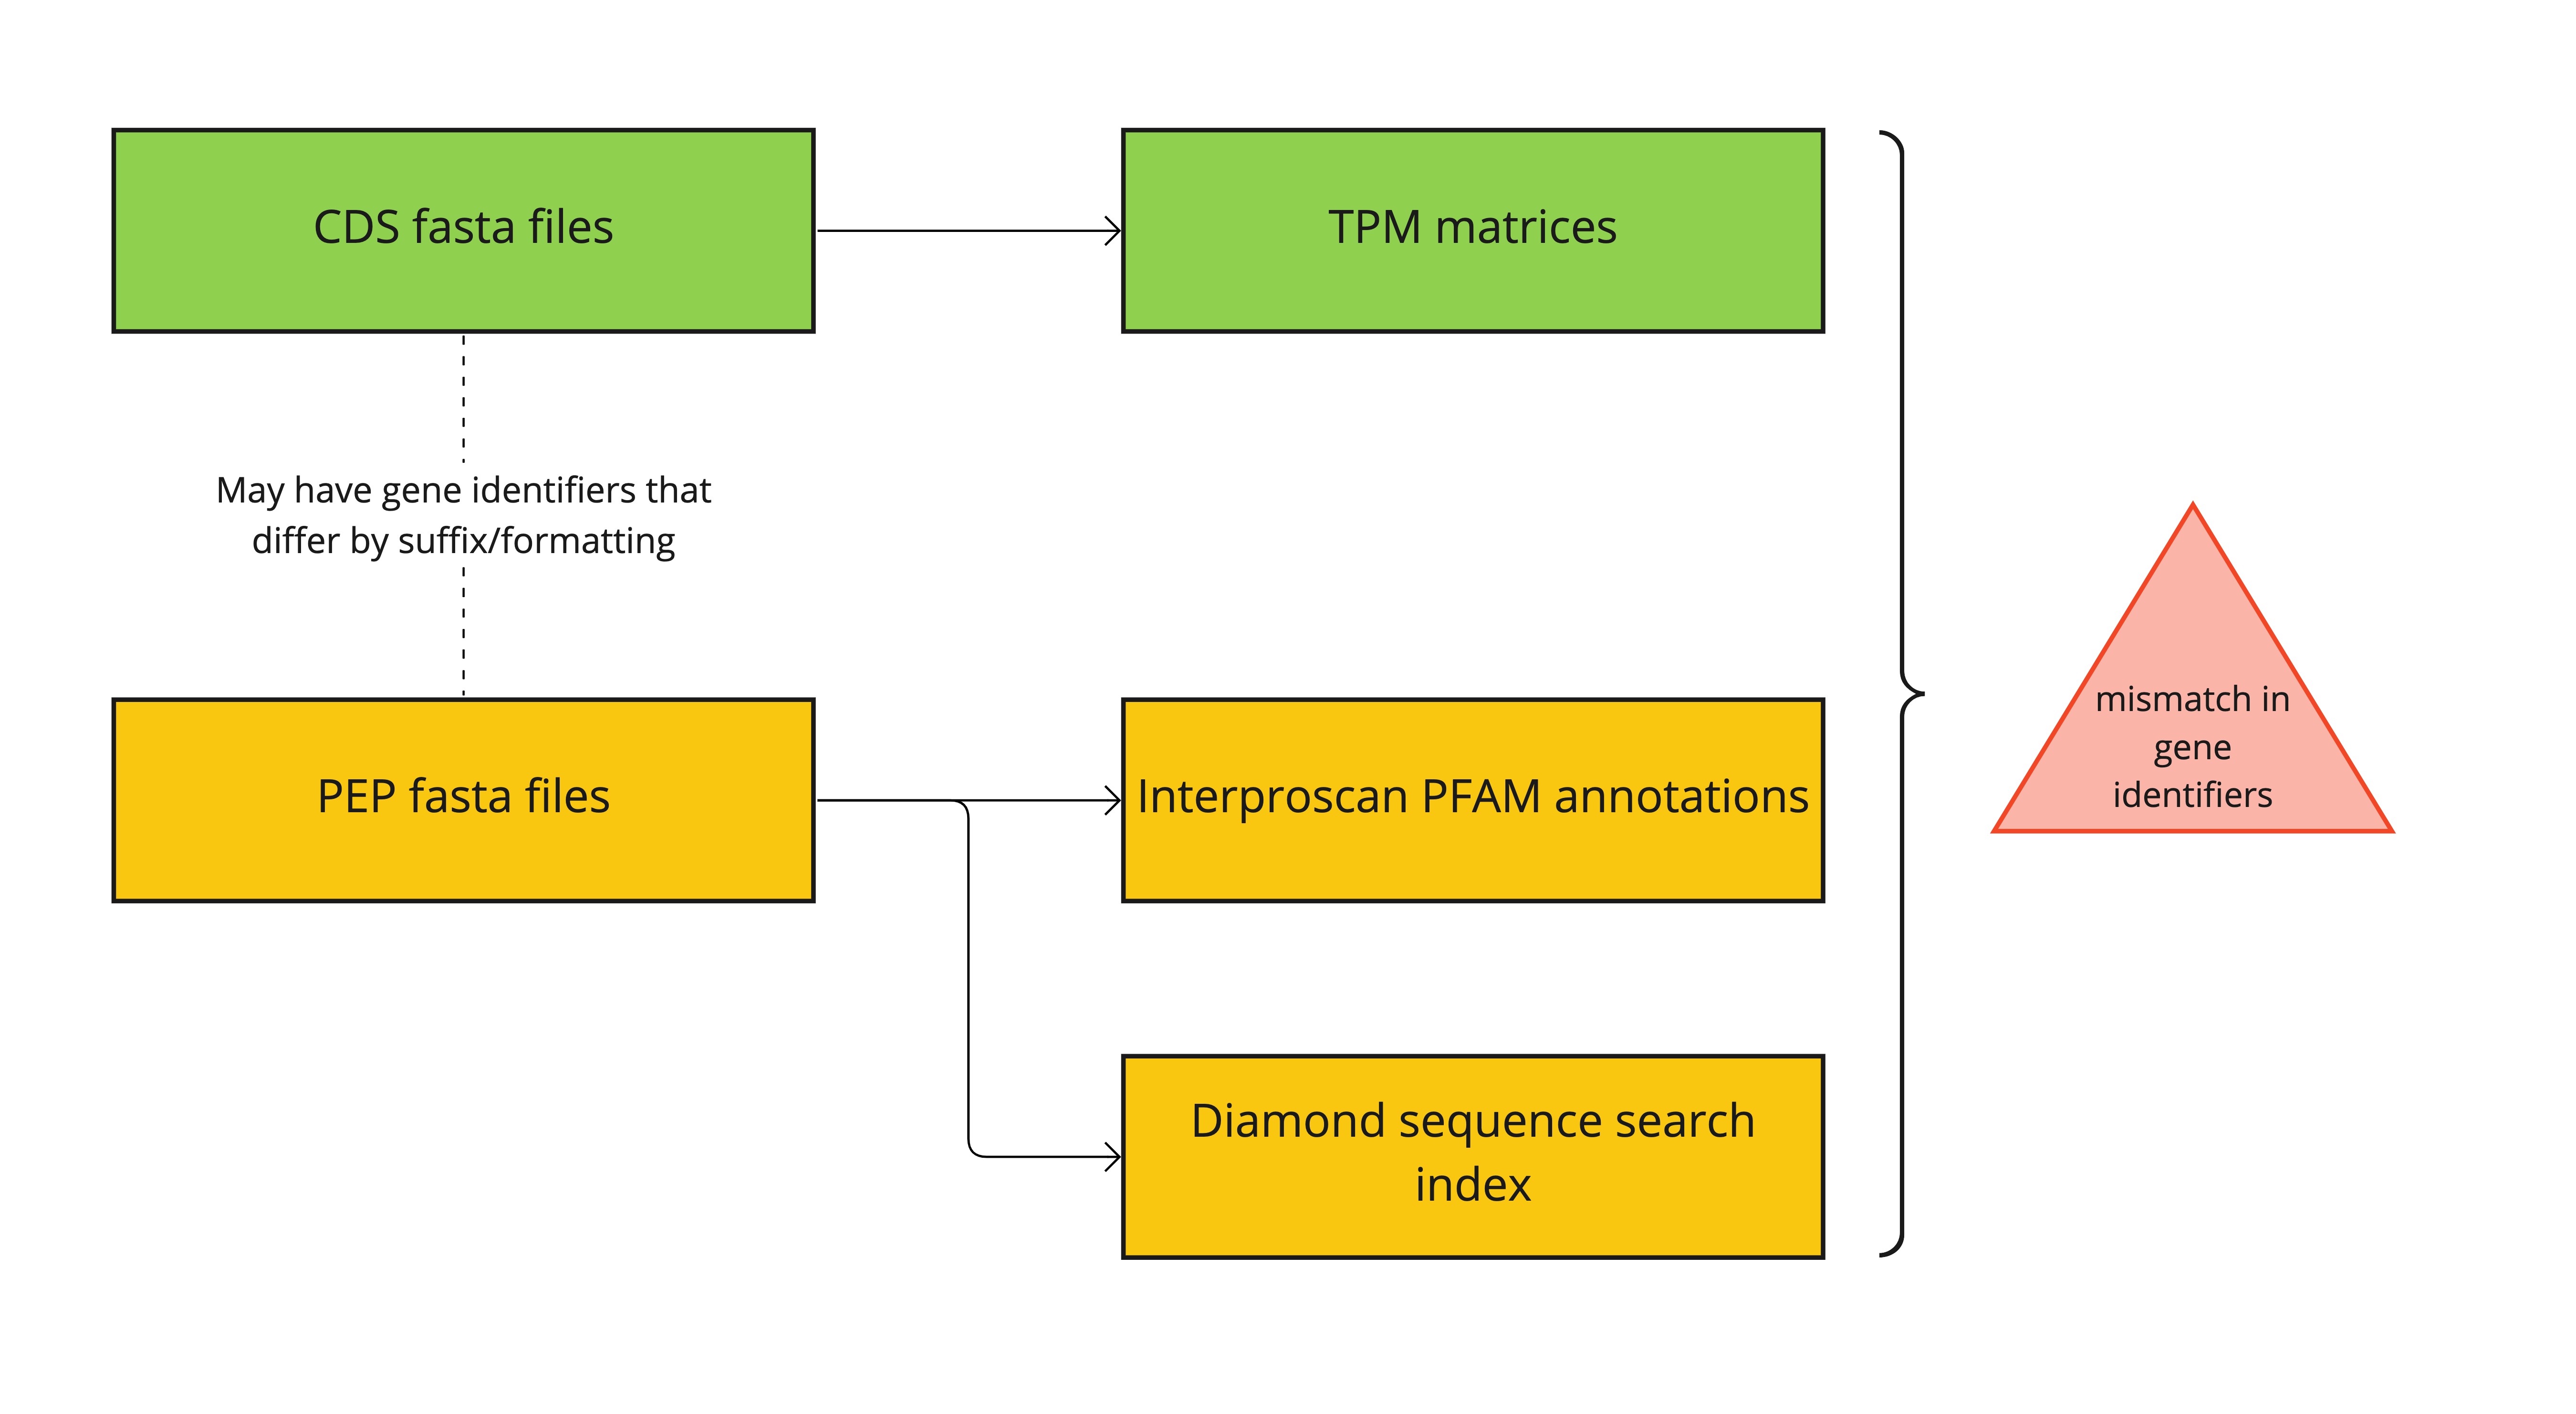 CDS fasta files
TPM matrices
May have gene identifiers that
differ by suffix/formatting
PEP fasta files
Interproscan PFAM annotations
Diamond sequence search
index
mismatch in
gene
identifiers